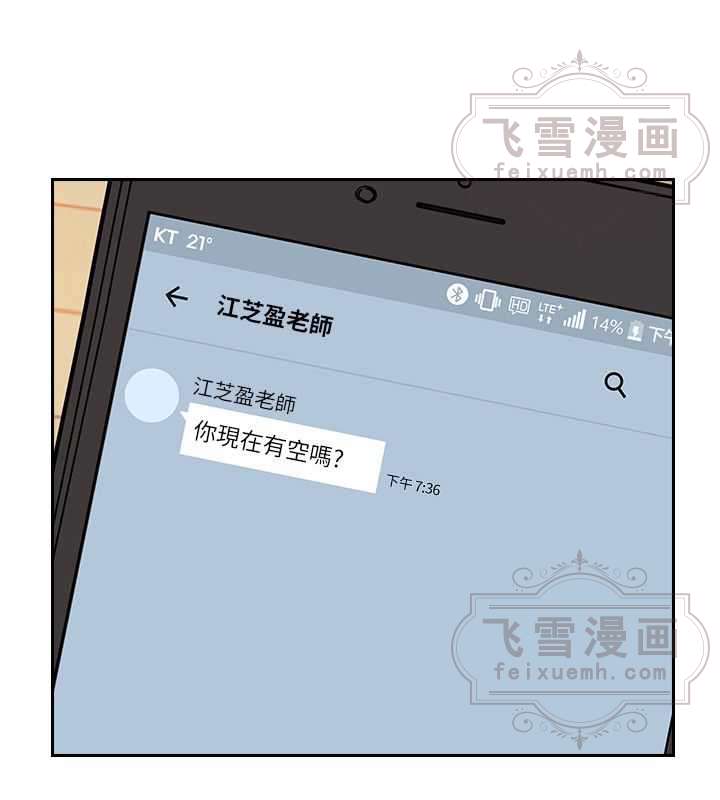 飞雪漫画
feixuemh.com
KT 21°
HD LTE+ 14% 下午
江芝盈老師
江芝盈老師
你現在有空嗎?
下午 7:36
飞雪漫画
feixuemh.com